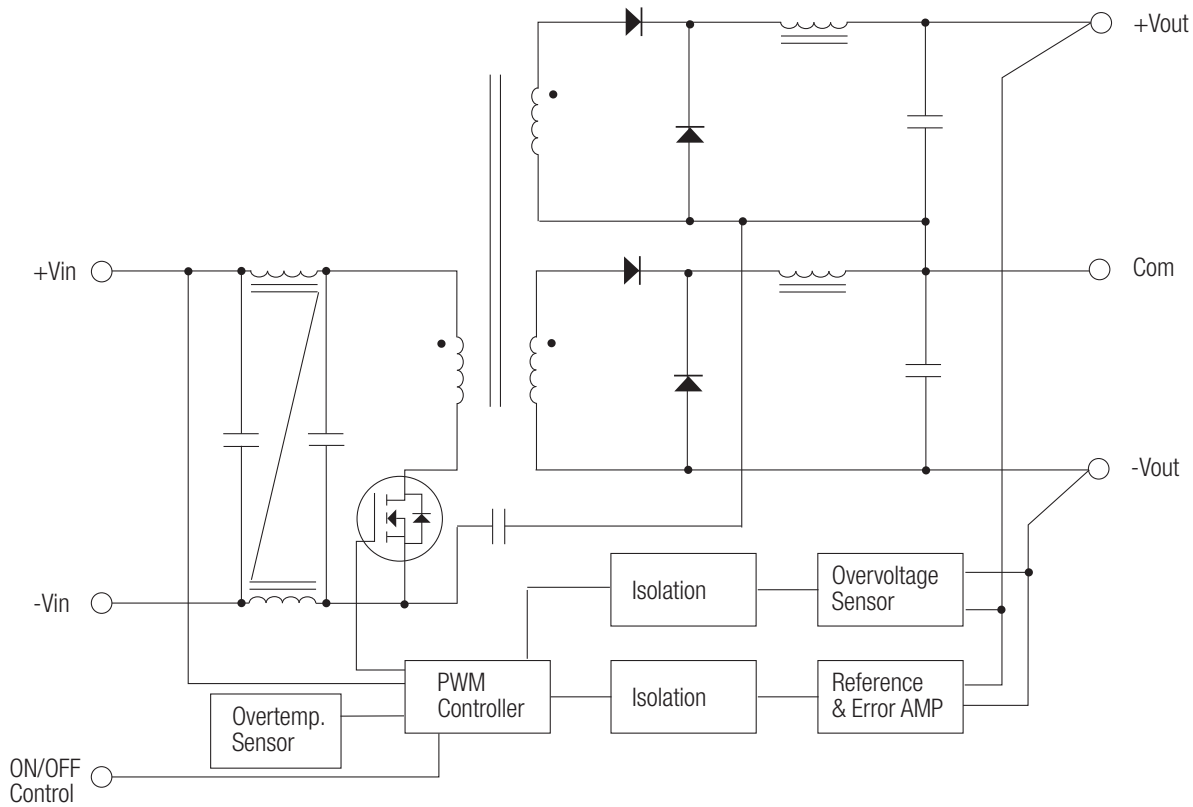 +Vout
+Vin
Com
-Vout
-Vin
Isolation
Overvoltage
Sensor
PWM
Controller
Isolation
Reference
& Error AMP
Overtemp.
Sensor
ON/OFF
Control